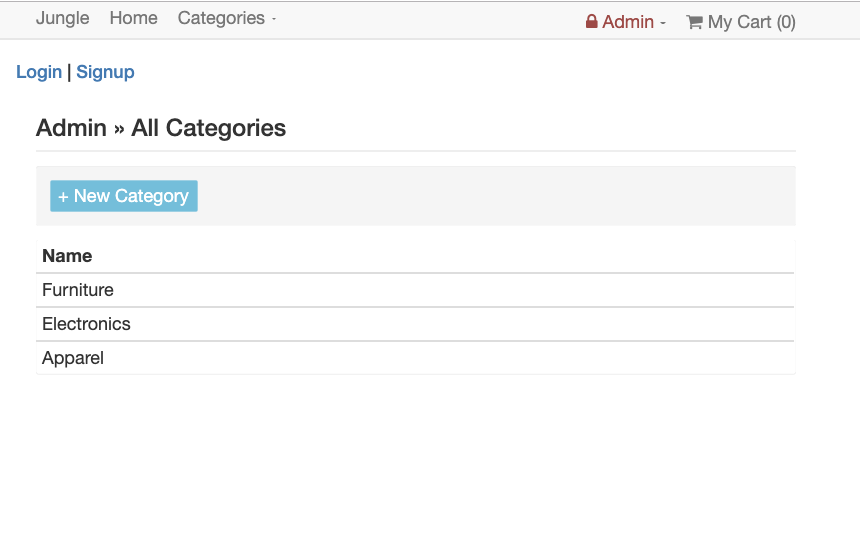 Jungle Home Categories Admin My Cart (0)
Login | Signup
Admin » All Categories
+ New Category
Name
Furniture
Electronics
Apparel